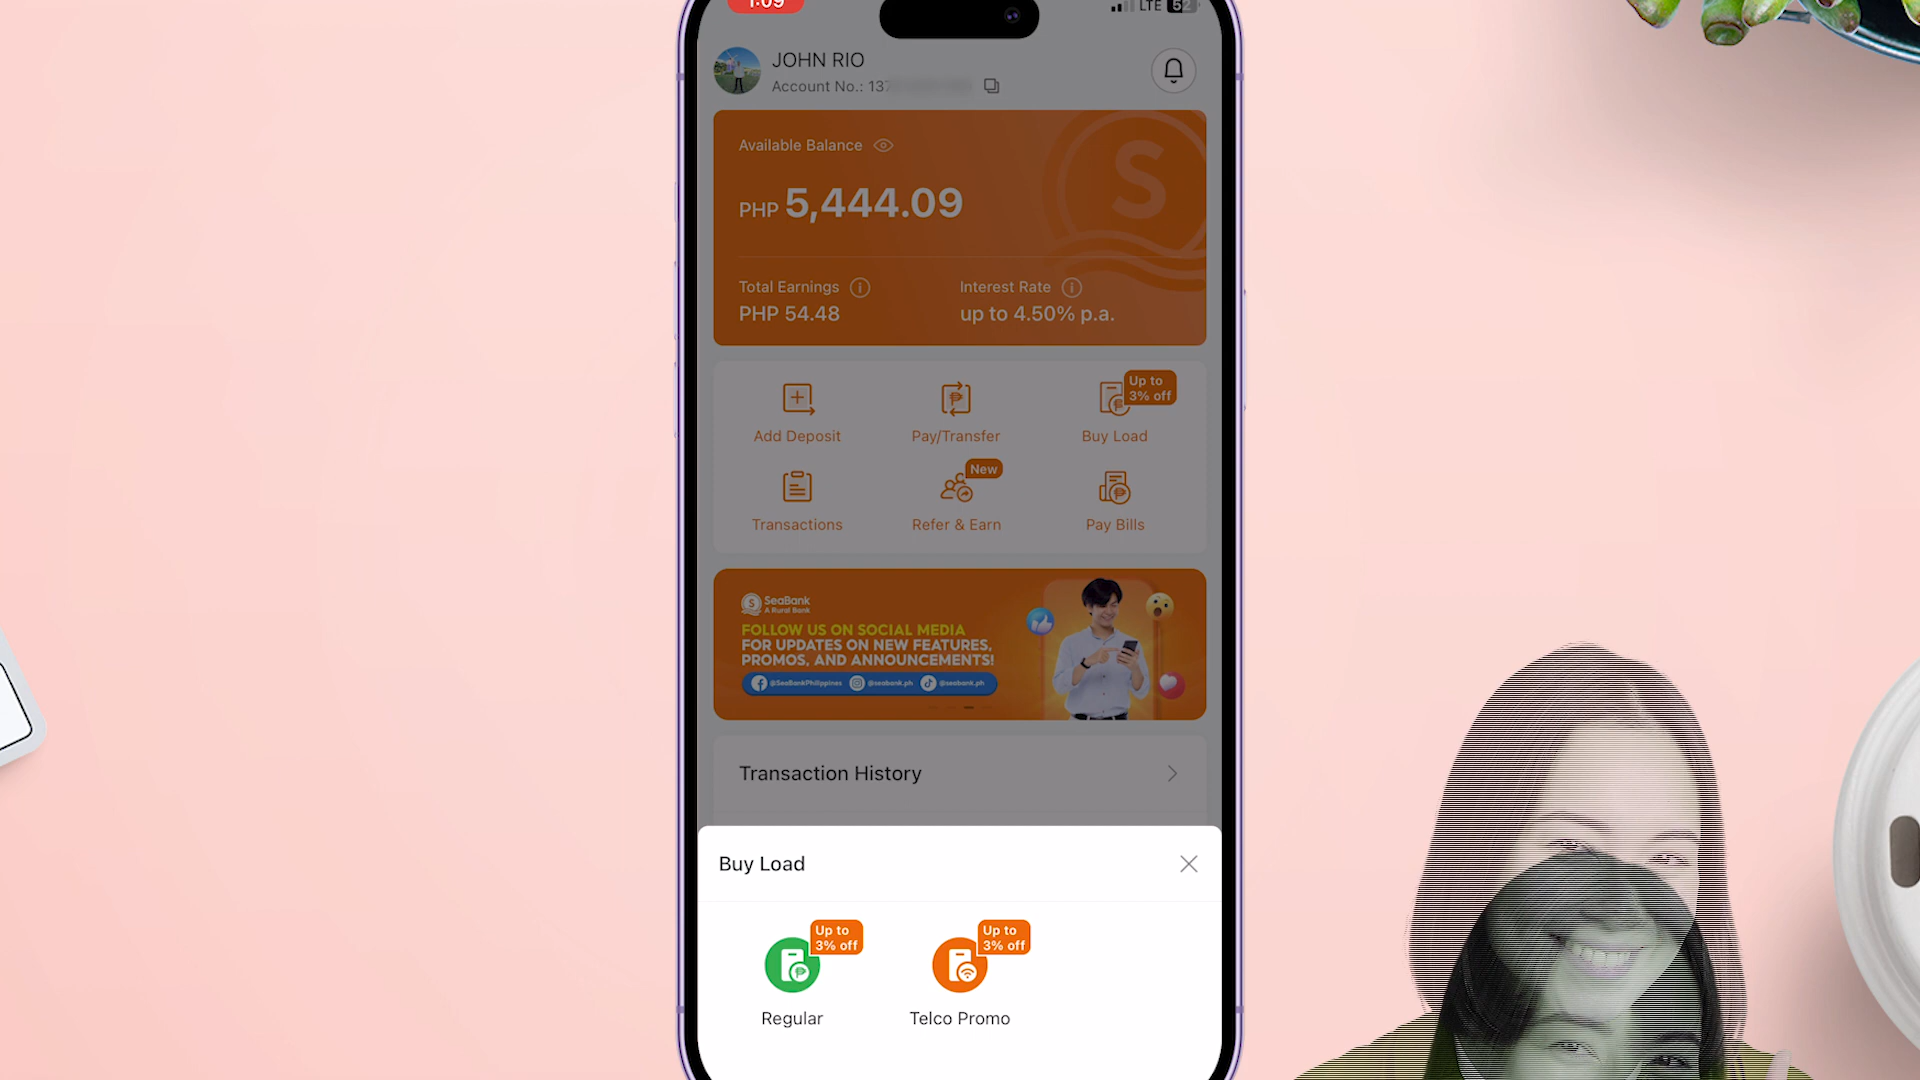 1:09
LTE 52
JOHN RIO
Account No.: 137
Available Balance
PHP 5,444.09
Total Earnings
Interest Rate
PHP 54.48
up to 4.50% p.a.
Up to
3% off
Add Deposit
Pay/Transfer
Buy Load
New
Transactions
Refer & Earn
Pay Bills
SeaBank
A Rural Bank
FOLLOW US ON SOCIAL MEDIA
FOR UPDATES ON NEW FEATURES,
PROMOS, AND ANNOUNCEMENTS!
@SeaBankPhilippines @seabank.ph @seabank.ph
Transaction History
Buy Load
Up to
3% off
Up to
3% off
Regular
Telco Promo